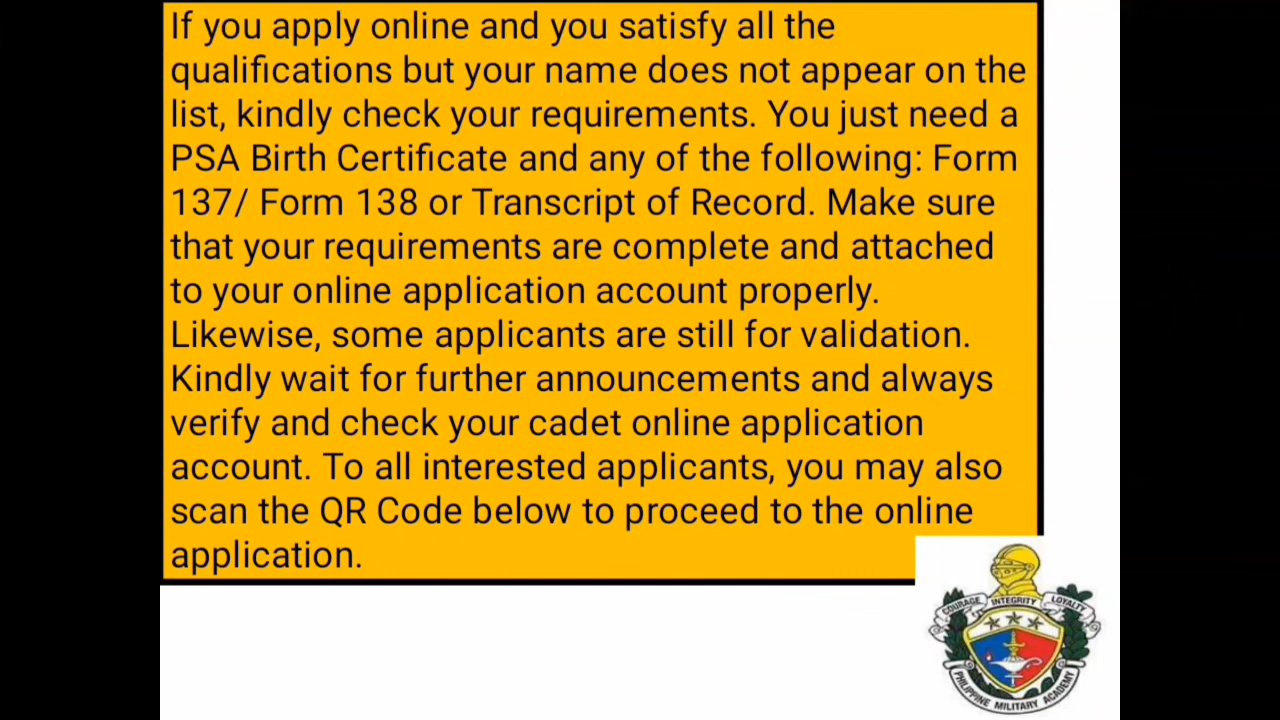 If you apply online and you satisfy all the
qualifications but your name does not appear on the
list, kindly check your requirements. You just need a
PSA Birth Certificate and any of the following: Form
137/ Form 138 or Transcript of Record. Make sure
that your requirements are complete and attached
to your online application account properly.
Likewise, some applicants are still for validation.
Kindly wait for further announcements and always
verify and check your cadet online application
account. To all interested applicants, you may also
scan the QR Code below to proceed to the online
application.
COURAGE INTEGRITY LOYALTY
PHILIPPINE MILITARY ACADEMY